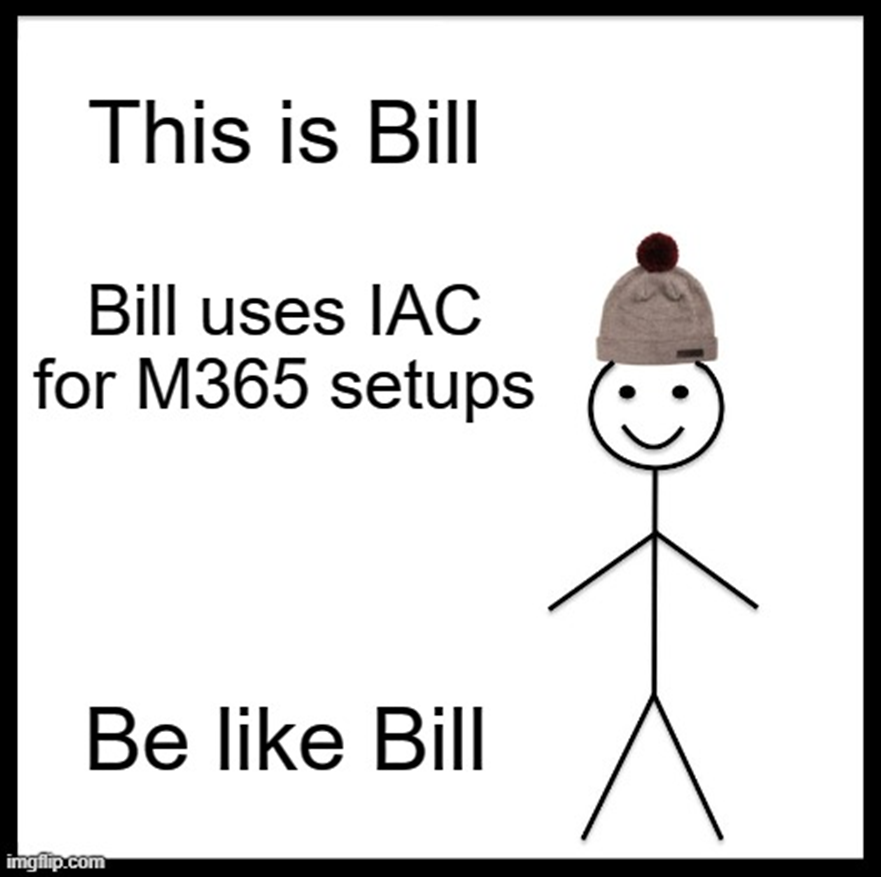 This is Bill
Bill uses IAC
for M365 setups
Be like Bill
imgflip.com